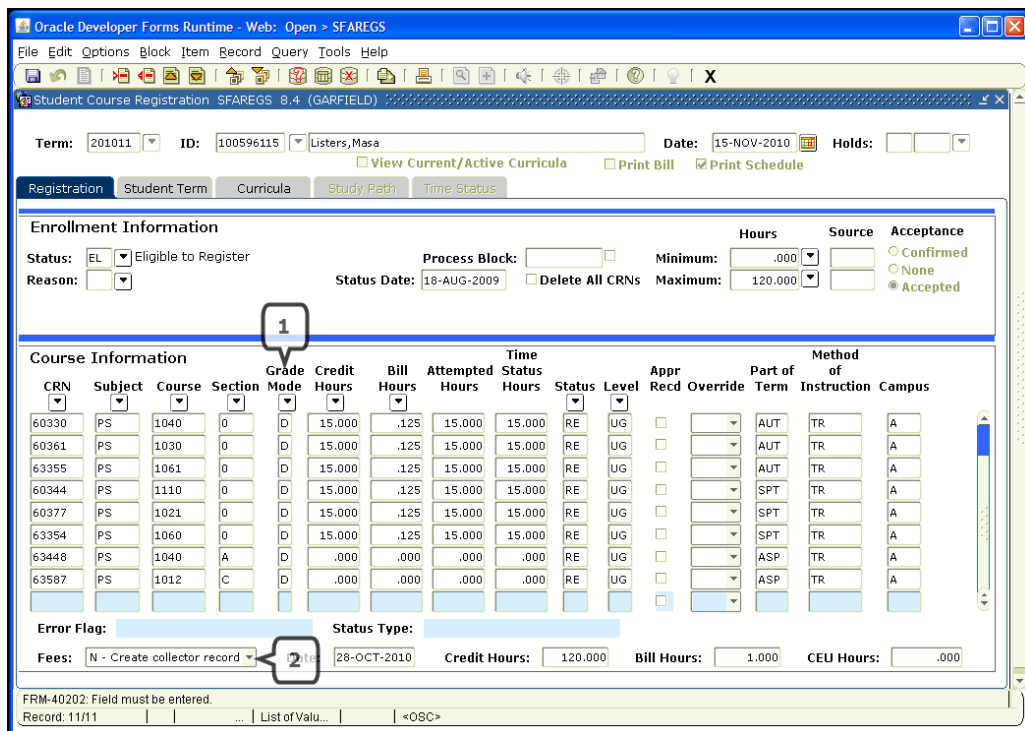 Oracle Developer Forms Runtime - Web: Open > SFAREGS
File Edit Options Block Item Record Query Tools Help
X
Student Course Registration SFAREGS 8.4 (GARFIELD)
Term: 201011 ID: 100596115 Listers,Masa Date: 15-NOV-2010 Holds:
View Current/Active Curricula Print Bill Print Schedule
Registration Student Term Curricula Study Path Time Status
Enrollment Information
Hours Source Acceptance
Status: EL Eligible to Register Process Block: Minimum: .000 Confirmed
None
Reason: Status Date: 18-AUG-2009 Delete All CRNs Maximum: 120.000 Accepted
1
Course Information
Time Method
Grade Credit Bill Attempted Status Appr Part of of
CRN Subject Course Section Mode Hours Hours Hours Hours Status Level Recd Override Term Instruction Campus
60330 PS 1040 0 D 15.000 .125 15.000 15.000 RE UG AUT TR A
60361 PS 1030 0 D 15.000 .125 15.000 15.000 RE UG AUT TR A
63355 PS 1061 0 D 15.000 .125 15.000 15.000 RE UG AUT TR A
60344 PS 1110 0 D 15.000 .125 15.000 15.000 RE UG SPT TR A
60377 PS 1021 0 D 15.000 .125 15.000 15.000 RE UG SPT TR A
63354 PS 1060 0 D 15.000 .125 15.000 15.000 RE UG SPT TR A
63448 PS 1040 A D .000 .000 .000 .000 RE UG ASP TR A
63587 PS 1012 C D .000 .000 .000 .000 RE UG ASP TR A
Error Flag: Status Type:
Fees: N - Create collector record 2 28-OCT-2010 Credit Hours: 120.000 Bill Hours: 1.000 CEU Hours: .000
FRM-40202: Field must be entered.
Record: 11/11 ... List of Valu... <OSC>